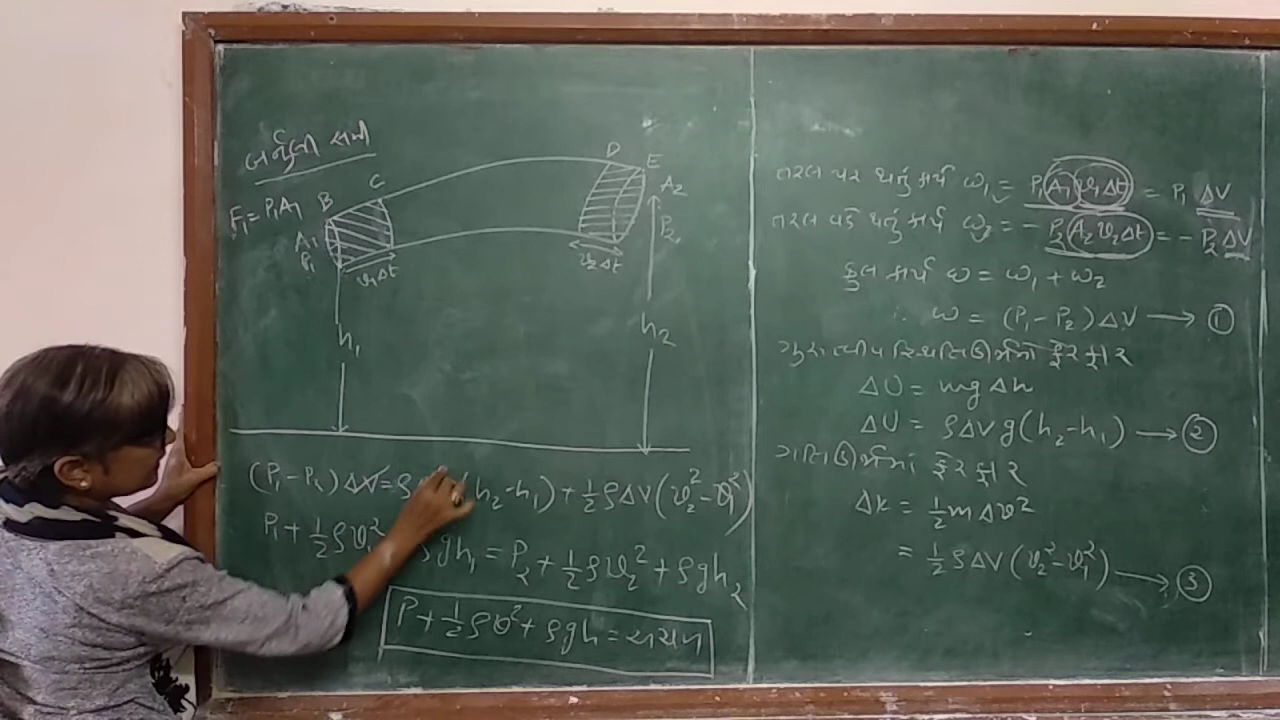 બર્નુલી સમી
F₁ = P₁A₁
B
C
D
E
A₁
P₁
v₁Δt
v₂Δt
A₂
P₂
h₁
h₂
(P₁-P₂)ΔV = ρ h₂-h₁) + ½ρΔV(v₂²-v₁²)
P₁ + ½ρv₁² ρgh₁ = P₂ + ½ρv₂² + ρgh₂
P + ½ρv² + ρgh = અચળ
તરલ પર થતું કાર્ય ω₁ = P₁A₁v₁Δt = P₁ ΔV
તરલ વડે થતું કાર્ય ω₂ = - P₂A₂v₂Δt = - P₂ΔV
કુલ કાર્ય ω = ω₁ + ω₂
∴ ω = (P₁-P₂)ΔV → ①
ગુરુત્વીય સ્થિતિઊર્જામાં ફેરફાર
ΔU = mgΔh
ΔU = ρΔVg(h₂-h₁) → ②
ગતિઊર્જામાં ફેરફાર
Δk = ½mΔv²
= ½ρΔV(v₂²-v₁²) → ③